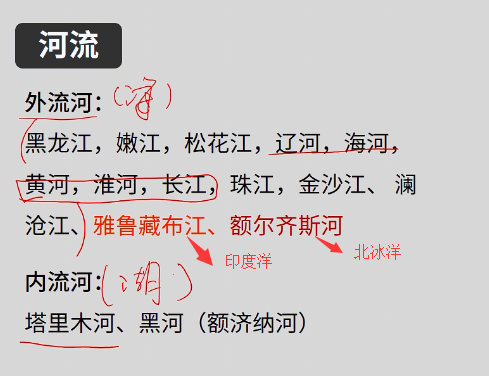 河流
外流河：（海）
黑龙江，嫩江，松花江，辽河，海河，
黄河，淮河，长江，珠江，金沙江、 澜
沧江、雅鲁藏布江、额尔齐斯河
印度洋
北冰洋
内流河：（湖）
塔里木河、黑河（额济纳河）